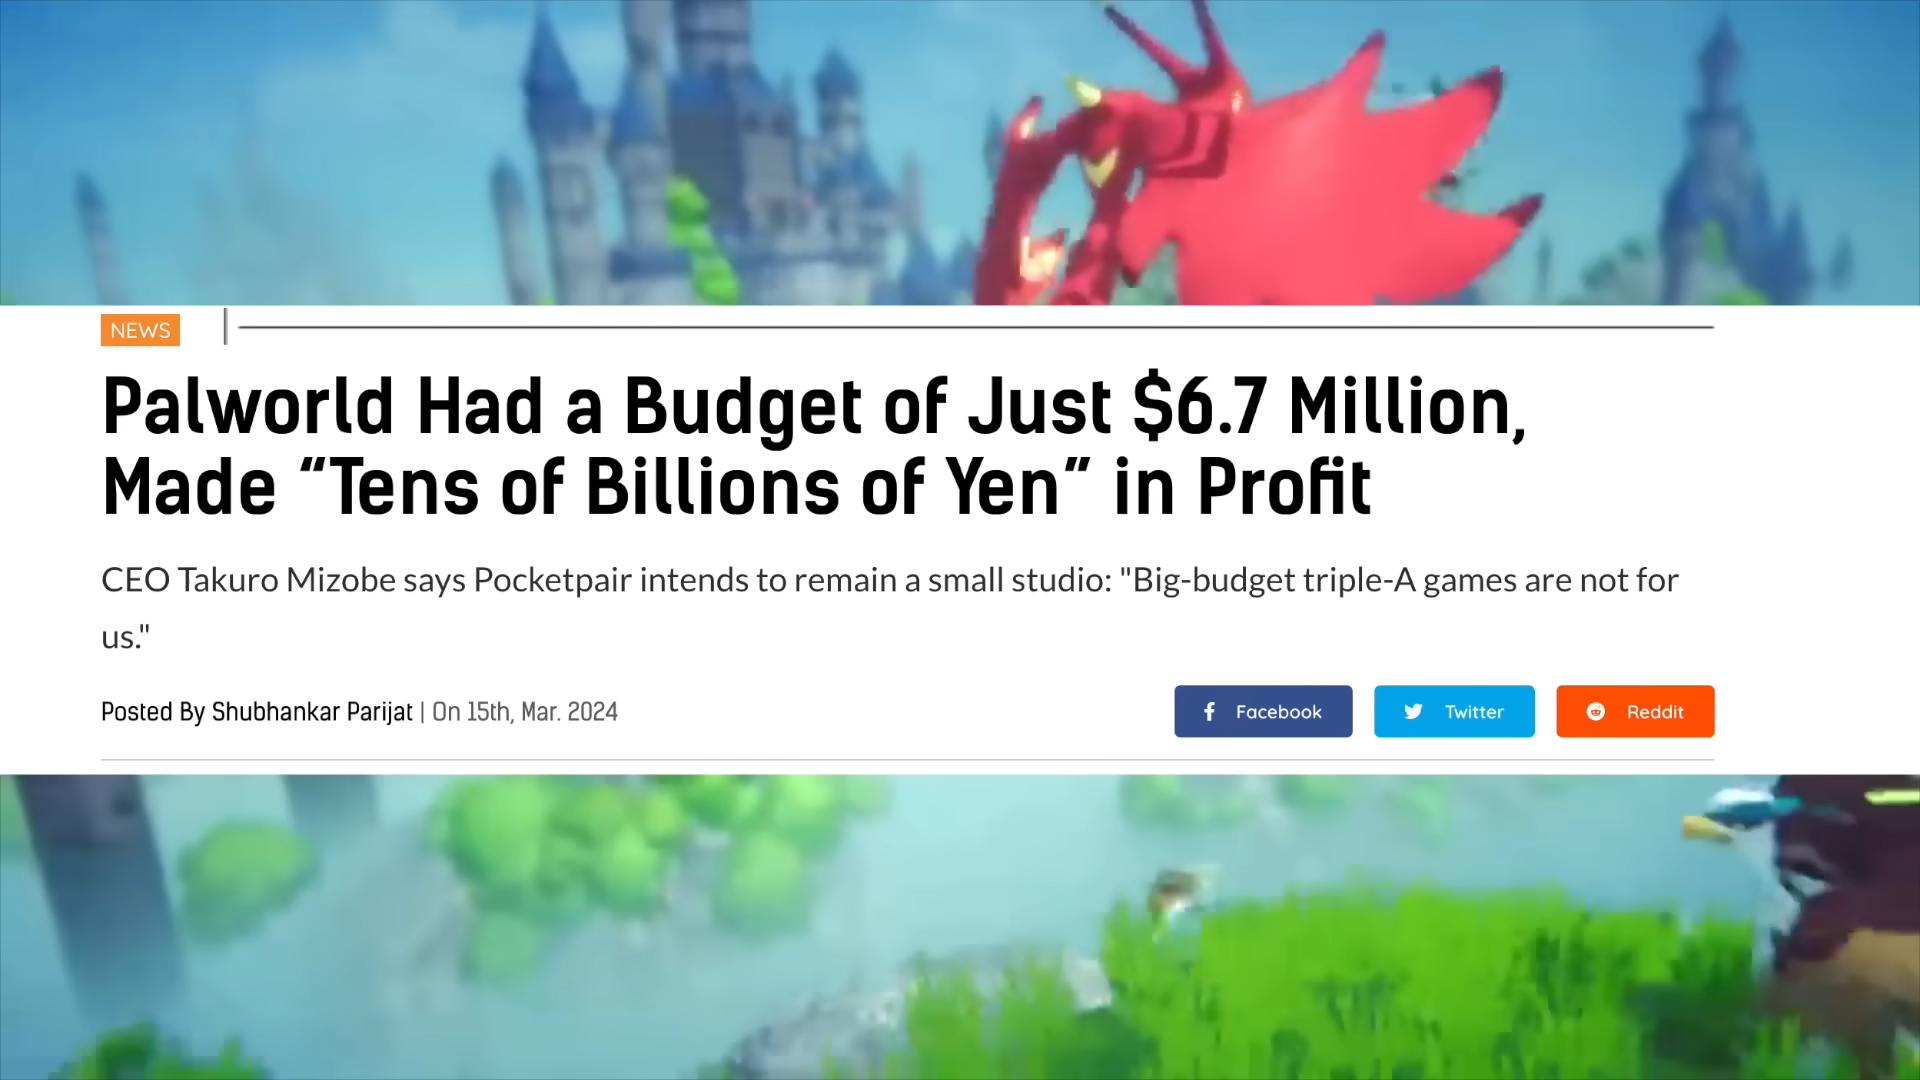 NEWS
Palworld Had a Budget of Just $6.7 Million,
Made “Tens of Billions of Yen” in Profit
CEO Takuro Mizobe says Pocketpair intends to remain a small studio: "Big-budget triple-A games are not for
us."
Posted By Shubhankar Parijat | On 15th, Mar. 2024
Facebook
Twitter
Reddit